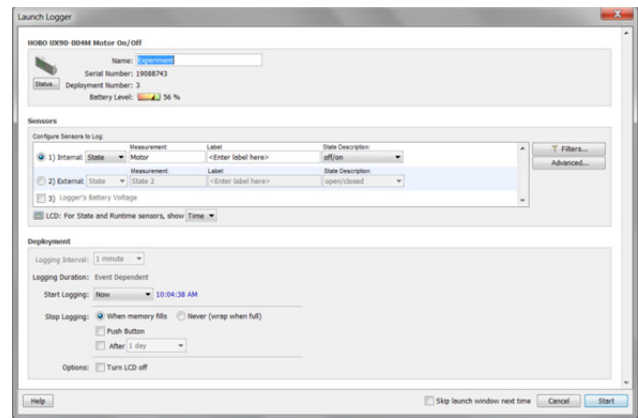 Launch Logger
HOBO UX90-004M Motor On/Off
Name: Experiment
Serial Number: 19088743
Status... Deployment Number: 3
Battery Level: 56 %
Sensors
Configure Sensors to Log:
Measurement: Label: State Description:
1) Internal: State Motor <Enter label here> off/on
Filters...
Advanced...
Measurement: Label: State Description:
2) External: State State 2 <Enter label here> open/closed
3) Logger's Battery Voltage
LCD: For State and Runtime sensors, show Time
Deployment
Logging Interval: 1 minute
Logging Duration: Event Dependent
Start Logging: Now 10:04:38 AM
Stop Logging: When memory fills Never (wrap when full)
Push Button
After 1 day
Options: Turn LCD off
Help Skip launch window next time Cancel Start